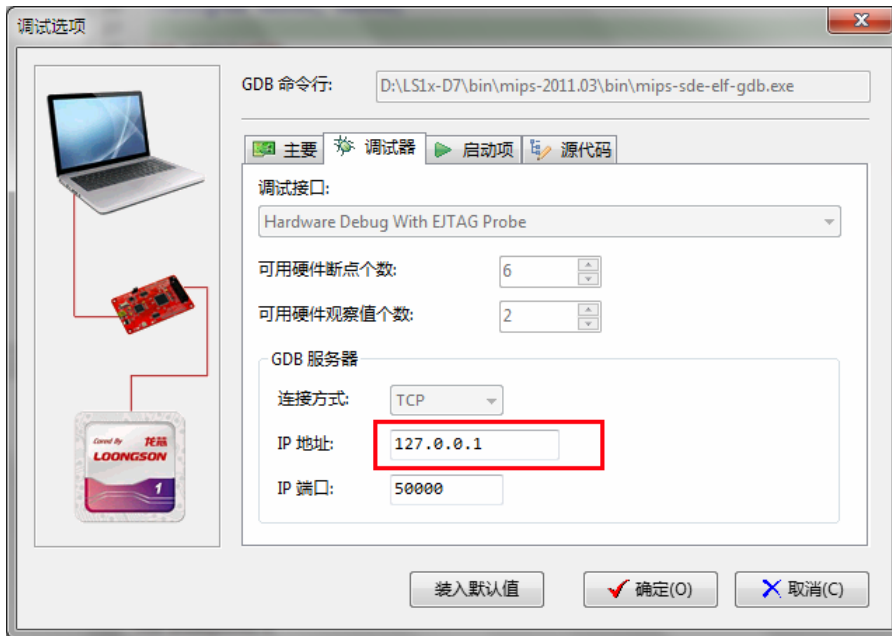 调试选项
GDB 命令行: D:\LS1x-D7\bin\mips-2011.03\bin\mips-sde-elf-gdb.exe
主要 调试器 启动项 源代码
调试接口:
Hardware Debug With EJTAG Probe
可用硬件断点个数: 6
可用硬件观察值个数: 2
GDB 服务器
连接方式: TCP
IP 地址: 127.0.0.1
IP 端口: 50000
Cored By 龙芯
LOONGSON
1
装入默认值 确定(O) 取消(C)